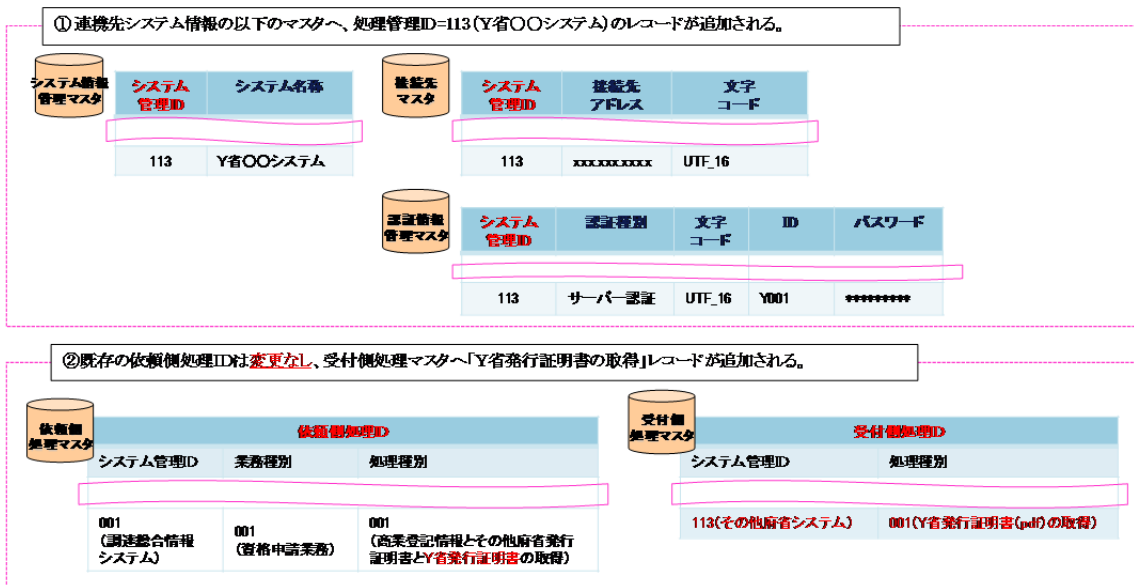 ①連携先システム情報の以下のマスタへ、処理管理ID=113(Y省〇〇システム)のレコードが追加される。
システム情報
管理マスタ
システム
管理ID
システム名称
113
Y省〇〇システム
接続先
マスタ
システム
管理ID
接続先
アドレス
文字
コード
113
xxxxxxxxxx
UTF_16
認証情報
管理マスタ
システム
管理ID
認証種別
文字
コード
ID
パスワード
113
サーバー認証
UTF_16
Y001
*********
②既存の依頼側処理IDは変更なし、受付側処理マスタへ「Y省発行証明書の取得」レコードが追加される。
依頼側
処理マスタ
依頼側処理ID
システム管理ID
業務種別
処理種別
001
(調達総合情報
システム)
001
(資格申請業務)
001
(商業登記情報とその他府省発行
証明書とY省発行証明書の取得)
受付側
処理マスタ
受付側処理ID
システム管理ID
処理種別
113(その他府省システム)
001(Y省発行証明書(pdf)の取得)